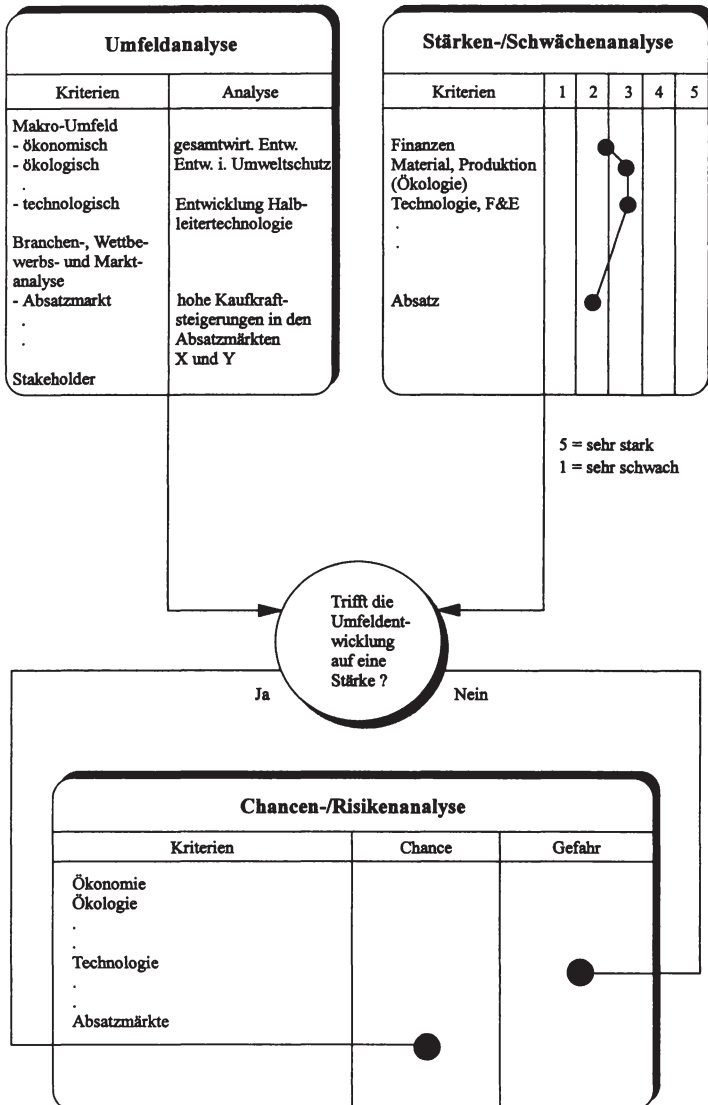 Umfeldanalyse
Kriterien Analyse
Makro-Umfeld
- ökonomisch gesamtwirt. Entw.
- ökologisch Entw. i. Umweltschutz
.
- technologisch Entwicklung Halb-
leitertechnologie
Branchen-, Wettbe-
werbs- und Markt-
analyse
- Absatzmarkt hohe Kaufkraft-
. steigerungen in den
. Absatzmärkten
X und Y
Stakeholder
Stärken-/Schwächenanalyse
Kriterien 1 2 3 4 5
Finanzen
Material, Produktion
(Ökologie)
Technologie, F&E
.
.
Absatz
5 = sehr stark
1 = sehr schwach
Trifft die
Umfeldent-
wicklung
auf eine
Stärke ?
Ja
Nein
Chancen-/Risikenanalyse
Kriterien Chance Gefahr
Ökonomie
Ökologie
.
.
Technologie
.
.
Absatzmärkte